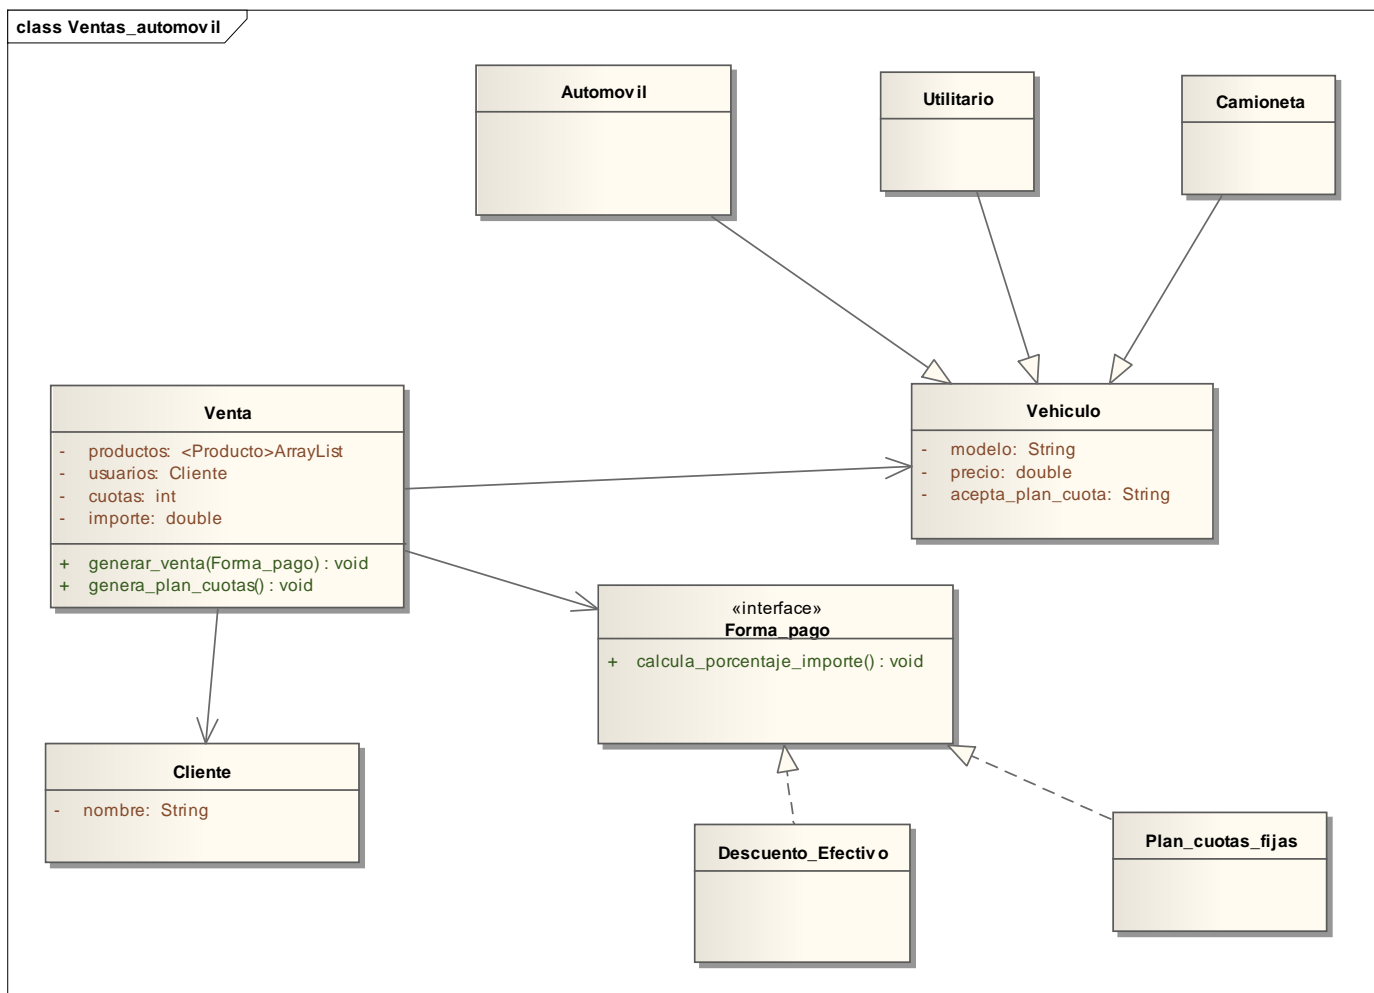 class Ventas_automovil
Automovil
Utilitario
Camioneta
Venta
- productos: <Producto>ArrayList
- usuarios: Cliente
- cuotas: int
- importe: double
+ generar_venta(Forma_pago) : void
+ genera_plan_cuotas() : void
Vehiculo
- modelo: String
- precio: double
- acepta_plan_cuota: String
«interface»
Forma_pago
+ calcula_porcentaje_importe() : void
Cliente
- nombre: String
Descuento_Efectivo
Plan_cuotas_fijas